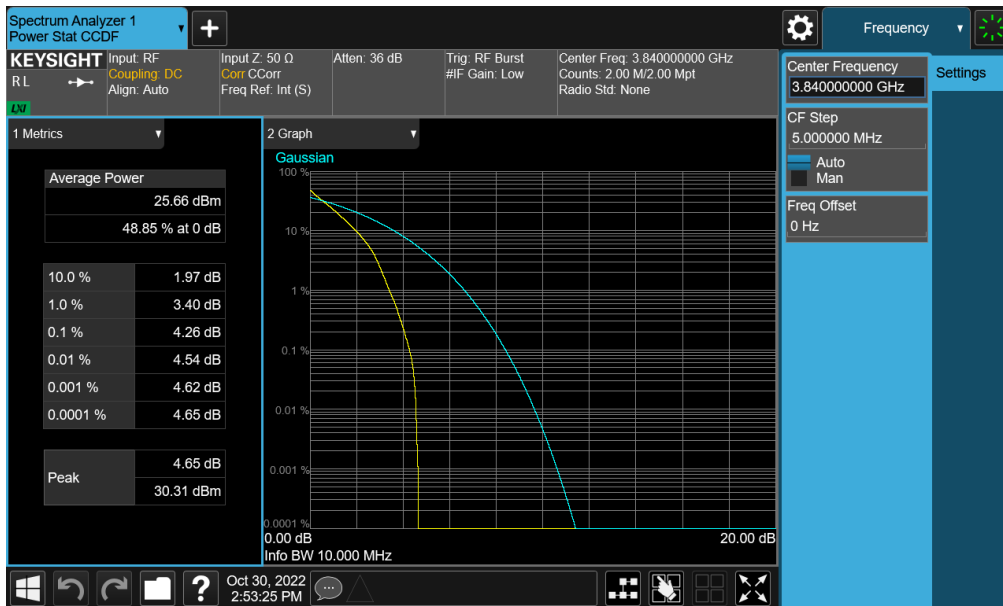 Spectrum Analyzer 1
Power Stat CCDF
Frequency
KEYSIGHT
RL
LXI
Input: RF
Coupling: DC
Align: Auto
Input Z: 50 Ω
Corr CCorr
Freq Ref: Int (S)
Atten: 36 dB
Trig: RF Burst
#IF Gain: Low
Center Freq: 3.840000000 GHz
Counts: 2.00 M/2.00 Mpt
Radio Std: None
Center Frequency
3.840000000 GHz
Settings
CF Step
5.000000 MHz
Auto
Man
Freq Offset
0 Hz
1 Metrics
Average Power
25.66 dBm
48.85 % at 0 dB
10.0 % 1.97 dB
1.0 % 3.40 dB
0.1 % 4.26 dB
0.01 % 4.54 dB
0.001 % 4.62 dB
0.0001 % 4.65 dB
Peak
4.65 dB
30.31 dBm
2 Graph
Gaussian
100 %
10 %
1 %
0.1 %
0.01 %
0.001 %
0.0001 %
0.00 dB 20.00 dB
Info BW 10.000 MHz
?
Oct 30, 2022
2:53:25 PM